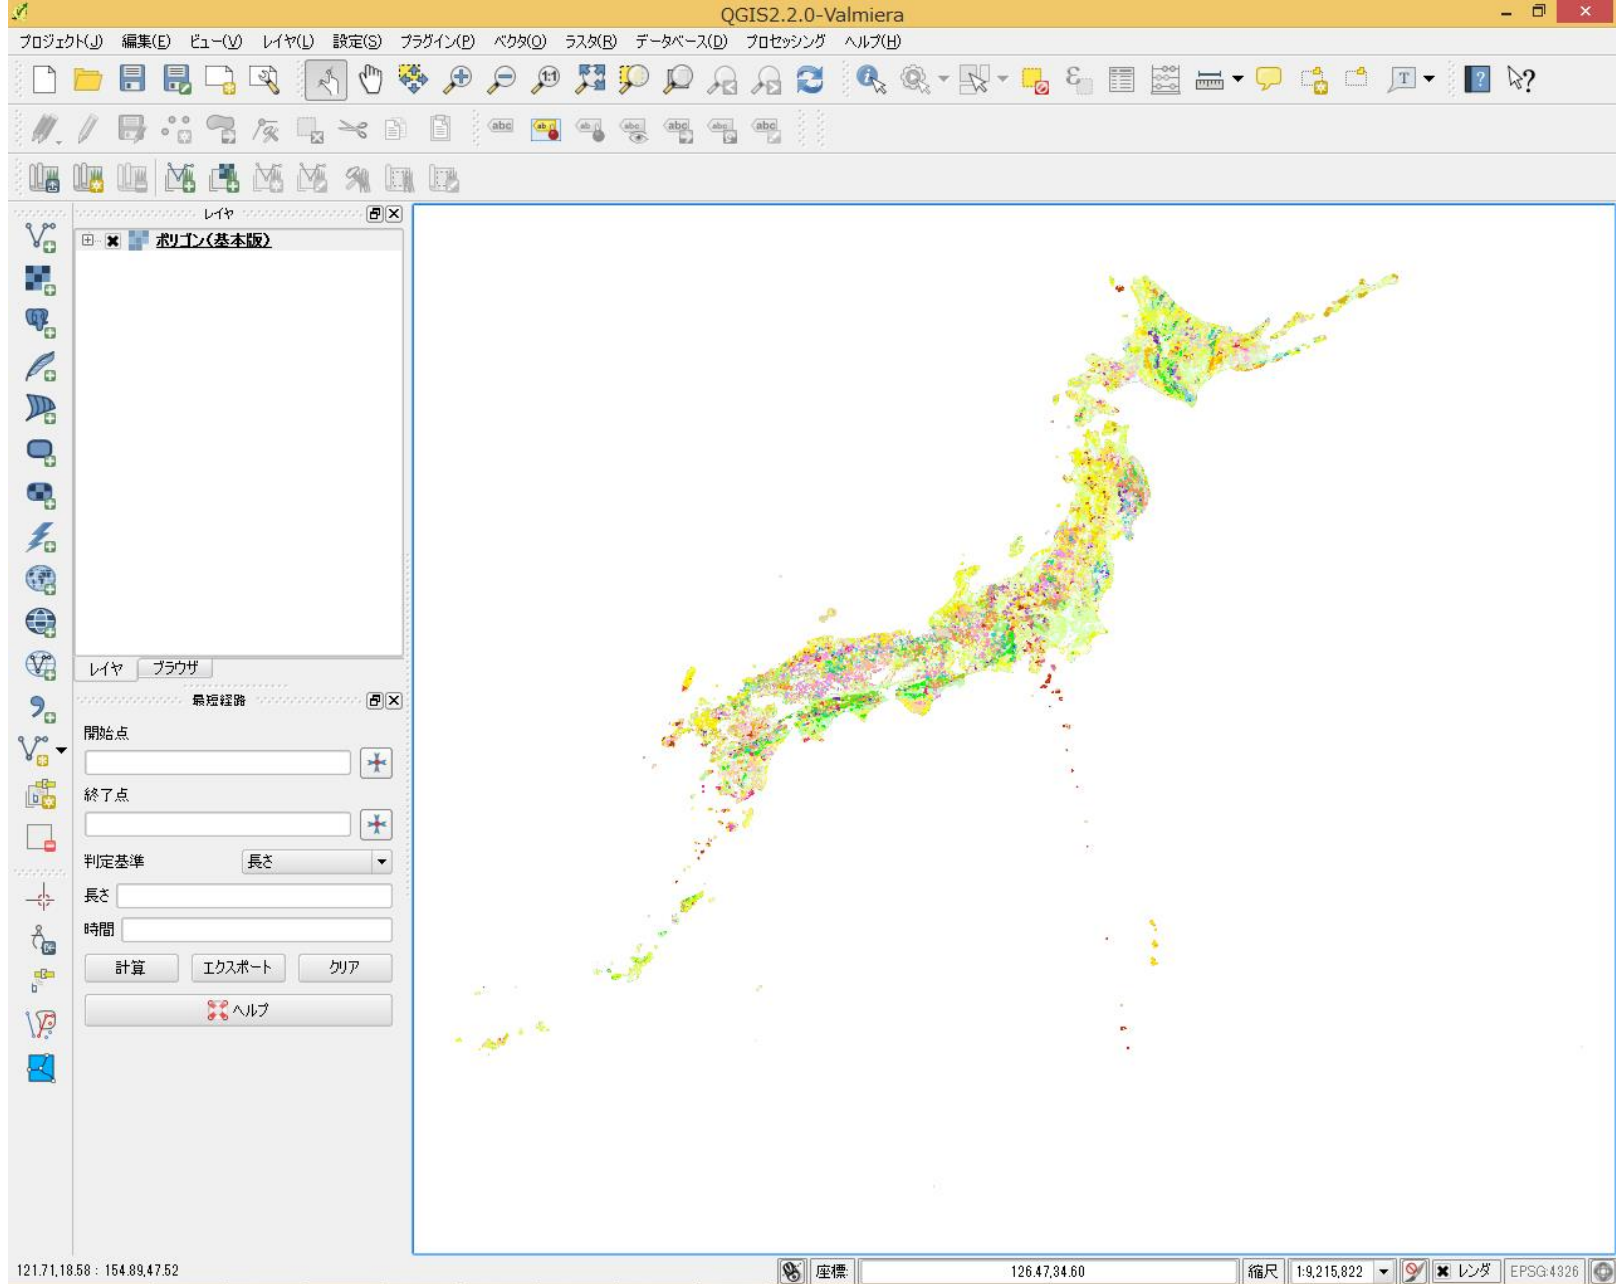 QGIS2.2.0-Valmiera
プロジェクト(J) 編集(E) ビュー(V) レイヤ(L) 設定(S) プラグイン(P) ベクタ(O) ラスタ(R) データベース(D) プロセッシング ヘルプ(H)
レイヤ
ポリゴン(基本版)
レイヤ ブラウザ
最短経路
開始点
終了点
判定基準 長さ
長さ
時間
計算 エクスポート クリア
ヘルプ
121.71,18.58 : 154.89,47.52 座標: 126.47,34.60 縮尺 1:9,215,822 レンダ EPSG:4326